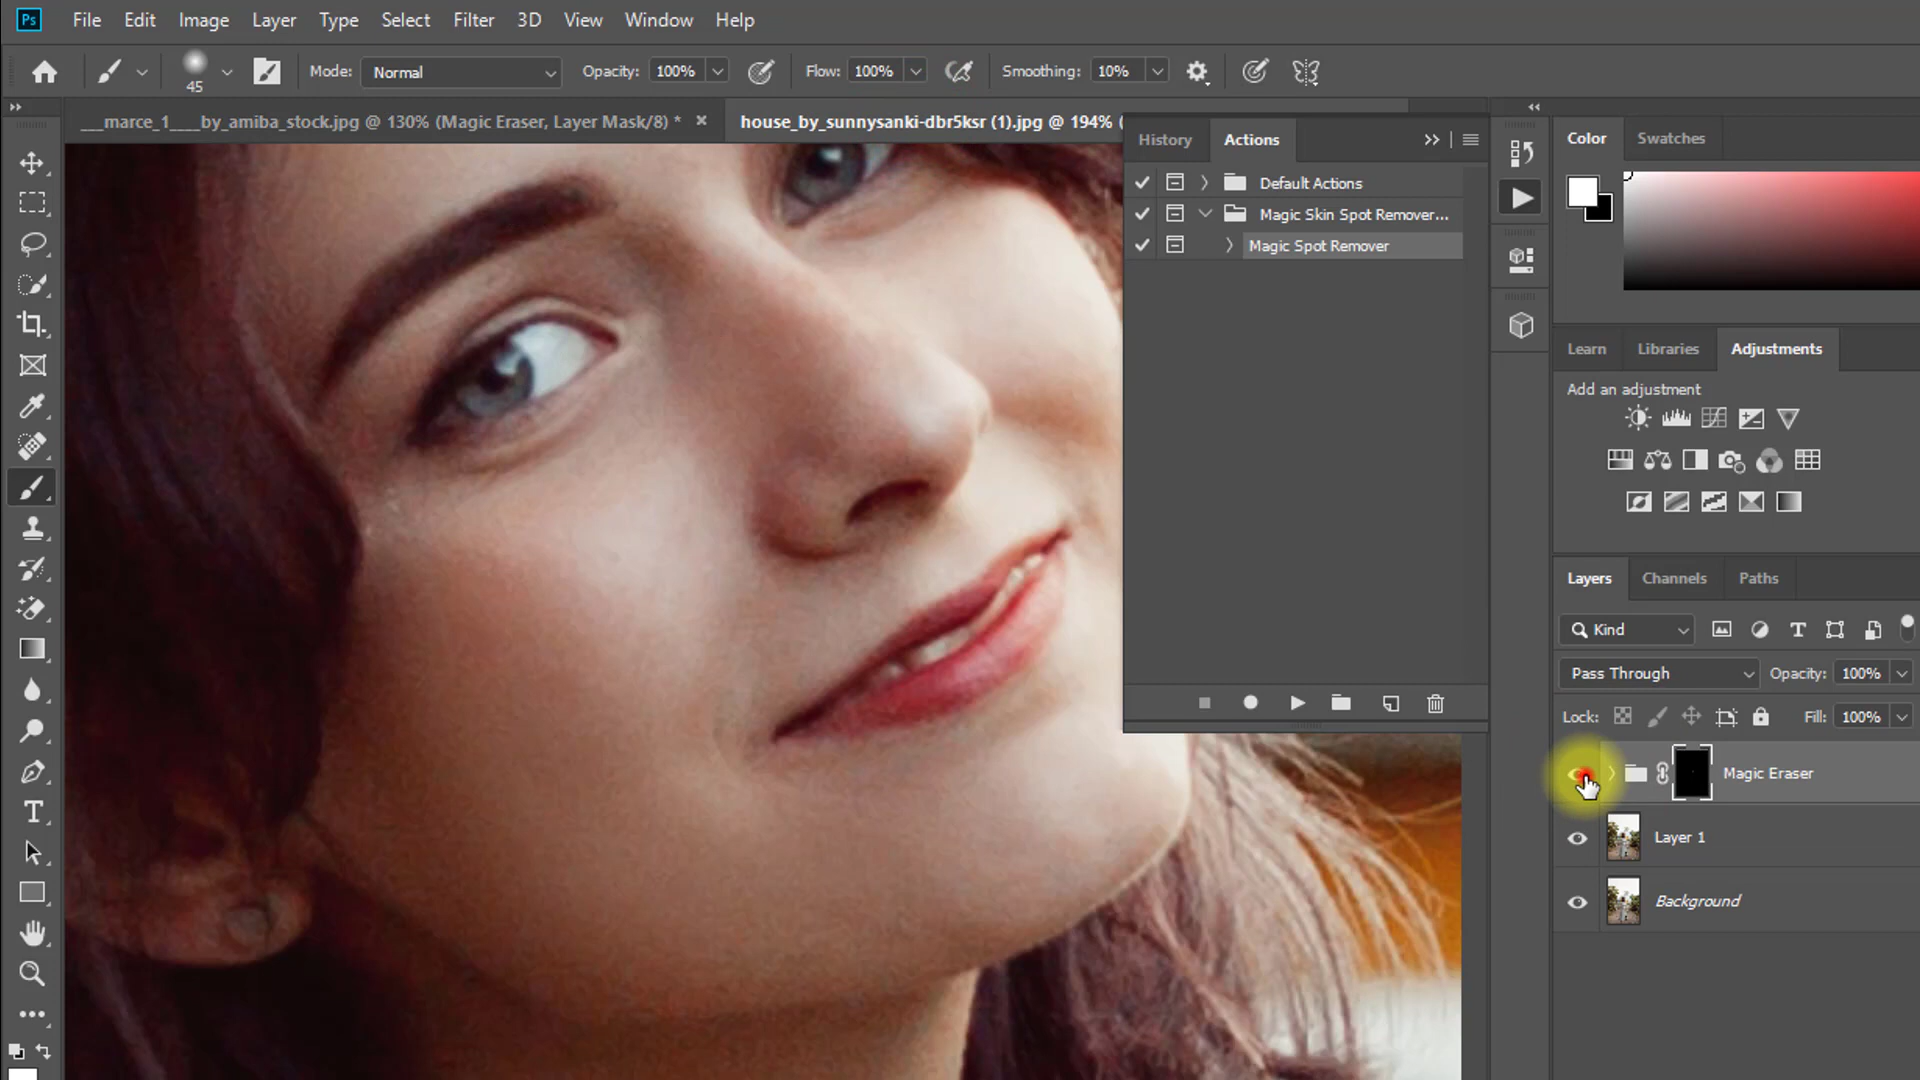 Ps File Edit Image Layer Type Select Filter 3D View Window Help
45 Mode: Normal Opacity: 100% Flow: 100% Smoothing: 10%
___marce_1____by_amiba_stock.jpg @ 130% (Magic Eraser, Layer Mask/8) * × house_by_sunnysanki-dbr5ksr (1).jpg @ 194% (
History Actions
Default Actions
Magic Skin Spot Remover...
Magic Spot Remover
Color Swatches
Learn Libraries Adjustments
Add an adjustment
Layers Channels Paths
Kind
Pass Through Opacity: 100%
Lock: Fill: 100%
Magic Eraser
Layer 1
Background